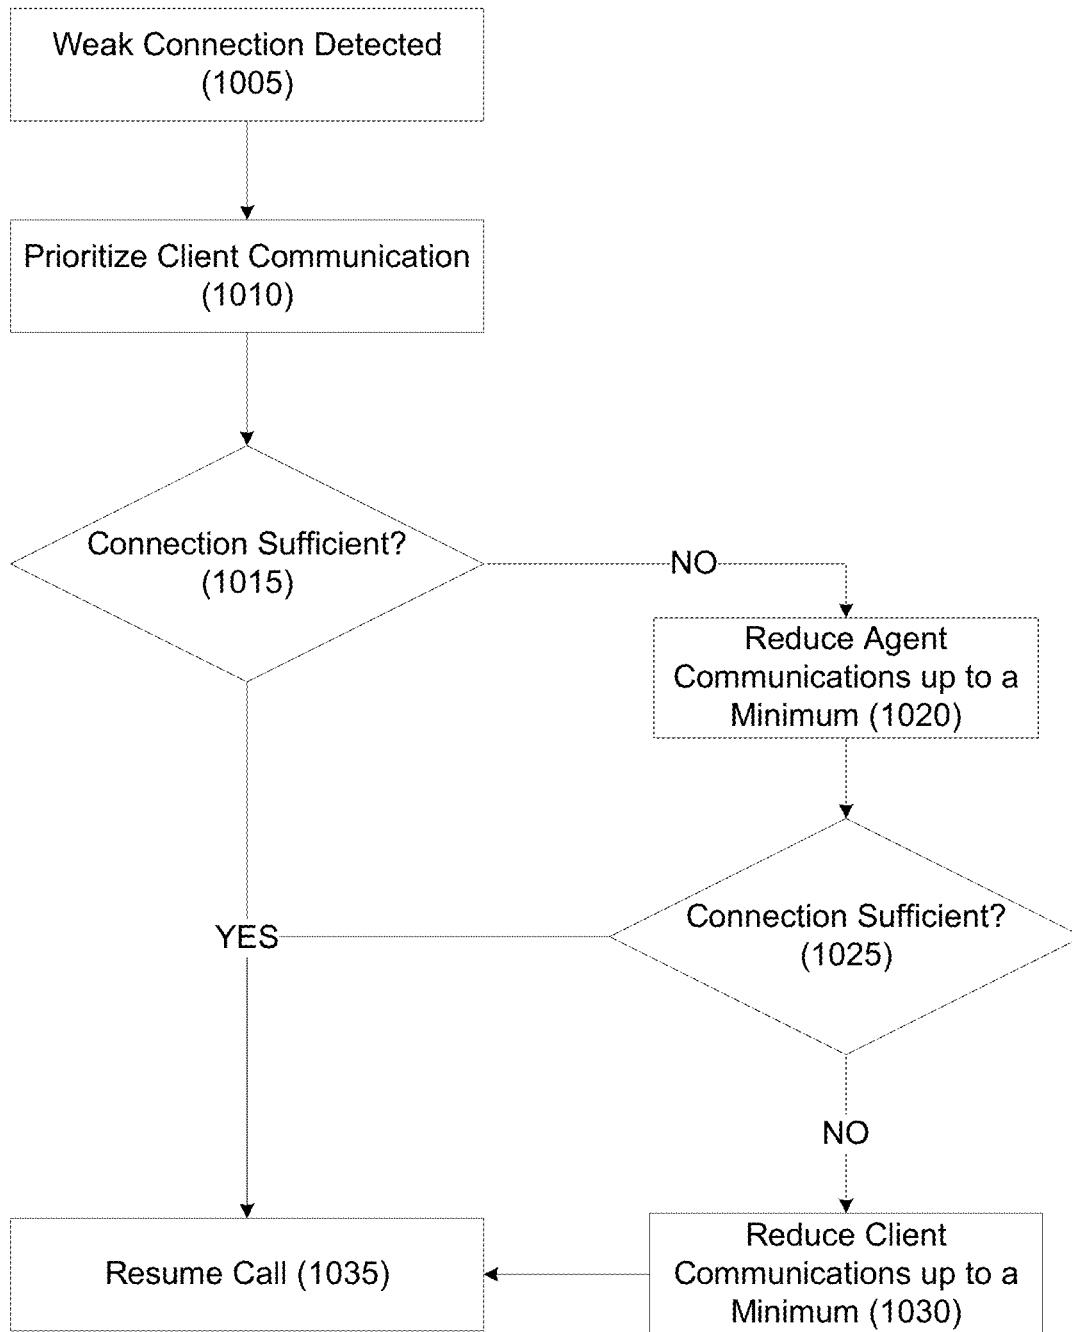 Weak Connection Detected
(1005)
Prioritize Client Communication
(1010)
Connection Sufficient?
(1015)
NO
Reduce Agent
Communications up to a
Minimum (1020)
Connection Sufficient?
(1025)
YES
NO
Reduce Client
Communications up to a
Minimum (1030)
Resume Call (1035)